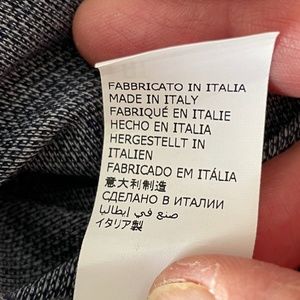 FABBRICATO IN ITALIA
MADE IN ITALY
FABRIQUÉ EN ITALIE
HECHO EN ITALIA
HERGESTELLT IN
ITALIEN
FABRICADO EM ITÁLIA
意大利制造
СДЕЛАНО В ИТАЛИИ
صنع في إيطاليا
イタリア製